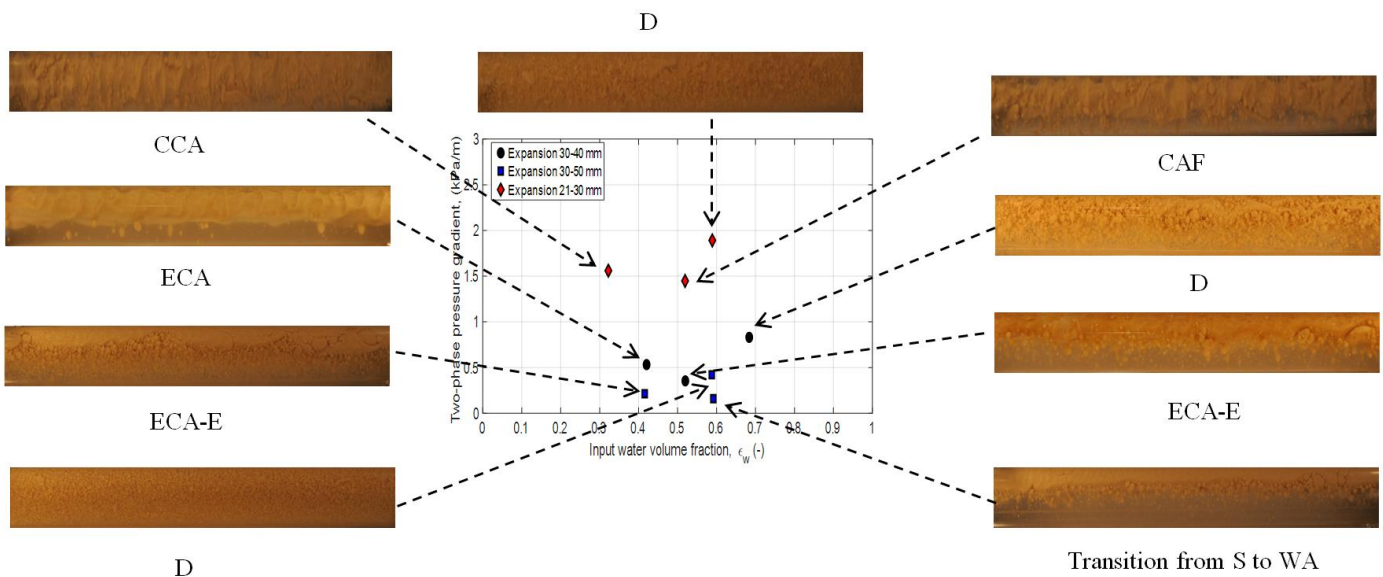 D
CCA
CAF
ECA
D
ECA-E
ECA-E
D
Transition from S to WA
3
2.5
2
1.5
1
0.5
0
Two-phase pressure gradient, (kPa/m)
Expansion 30-40 mm
Expansion 30-50 mm
Expansion 21-30 mm
0 0.1 0.2 0.3 0.4 0.5 0.6 0.7 0.8 0.9 1
Input water volume fraction, ϵw (-)